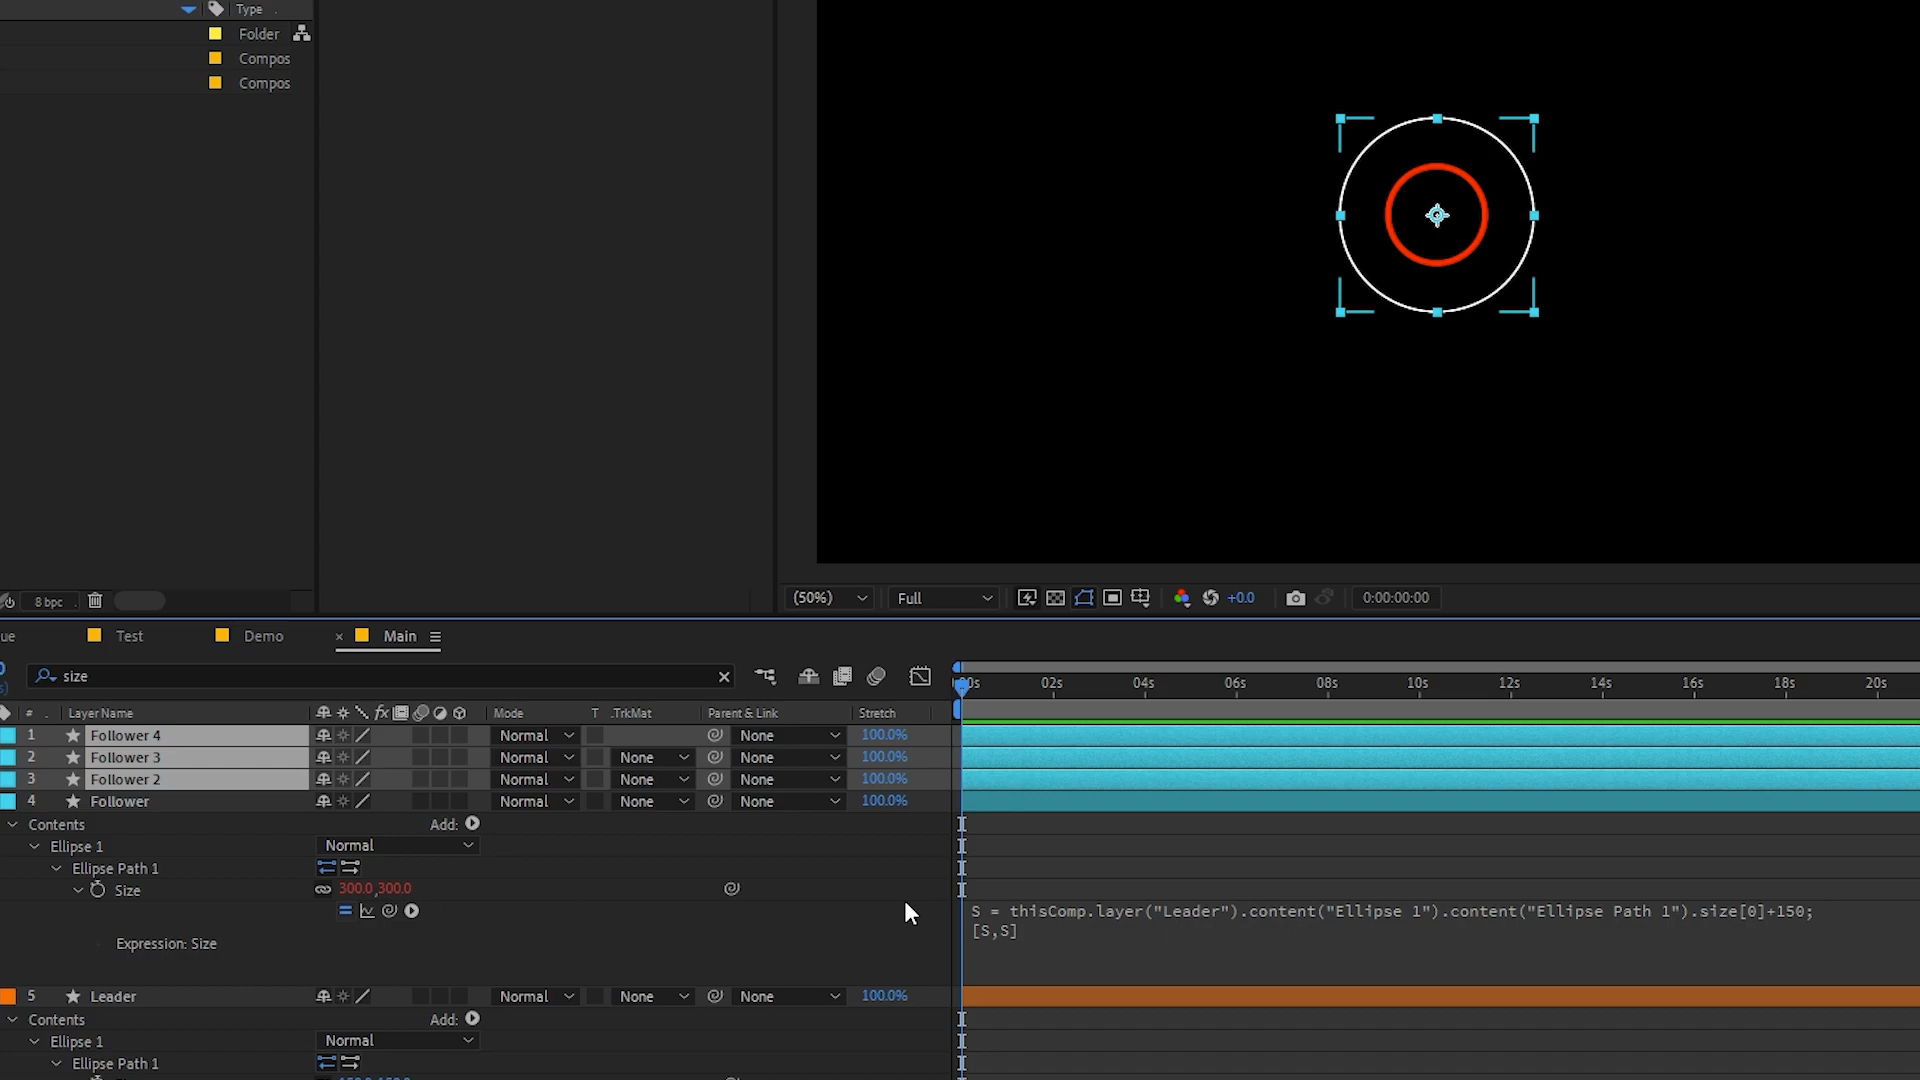 Type
Folder
Compos
Compos
8 bpc
(50%)
Full
+0.0
0:00:00:00
ue
Test
Demo
× Main
size
00s 02s 04s 06s 08s 10s 12s 14s 16s 18s 20s
# Layer Name Mode T .TrkMat Parent & Link Stretch
1 Follower 4 Normal None 100.0%
2 Follower 3 Normal None None 100.0%
3 Follower 2 Normal None None 100.0%
4 Follower Normal None None 100.0%
Contents Add:
Ellipse 1 Normal
Ellipse Path 1
Size 300.0,300.0
S = thisComp.layer("Leader").content("Ellipse 1").content("Ellipse Path 1").size[0]+150;
[S,S]
Expression: Size
5 Leader Normal None None 100.0%
Contents Add:
Ellipse 1 Normal
Ellipse Path 1